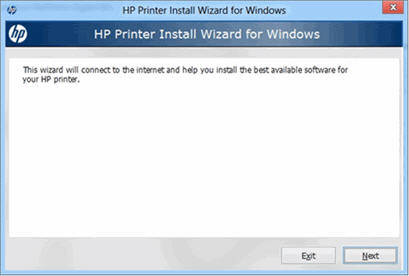 HP Printer Install Wizard for Windows
hp HP Printer Install Wizard for Windows
This wizard will connect to the internet and help you install the best available software for
your HP printer.
Exit Next